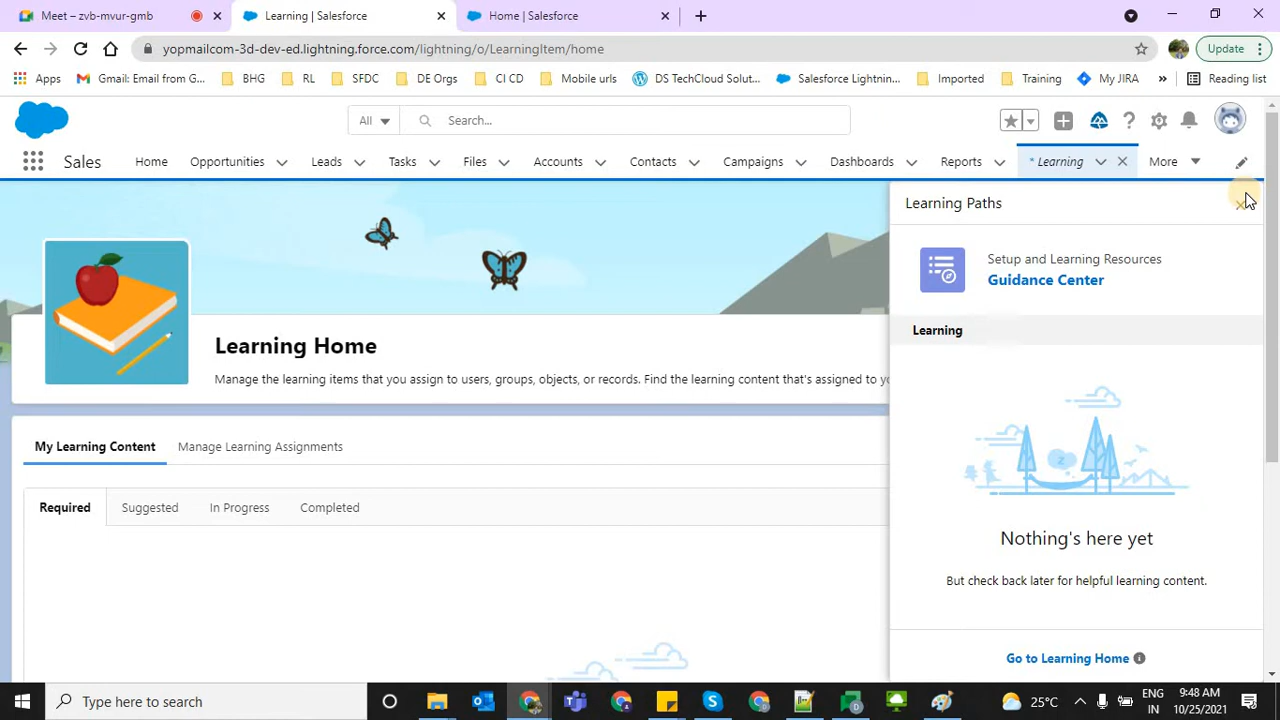 Meet – zvb-mvur-gmb
Learning | Salesforce
Home | Salesforce
yopmailcom-3d-dev-ed.lightning.force.com/lightning/o/LearningItem/home
Update
Apps
Gmail: Email from G...
BHG
RL
SFDC
DE Orgs
CI CD
Mobile urls
DS TechCloud Solut...
Salesforce Lightnin...
Imported
Training
My JIRA
»
Reading list
All
Search...
Sales
Home
Opportunities
Leads
Tasks
Files
Accounts
Contacts
Campaigns
Dashboards
Reports
* Learning
More
Learning Paths
Setup and Learning Resources
Guidance Center
Learning
Learning Home
Manage the learning items that you assign to users, groups, objects, or records. Find the learning content that's assigned to yo
My Learning Content
Manage Learning Assignments
Required
Suggested
In Progress
Completed
z
Nothing's here yet
But check back later for helpful learning content.
Go to Learning Home
Type here to search
25°C
ENG
IN
9:48 AM
10/25/2021